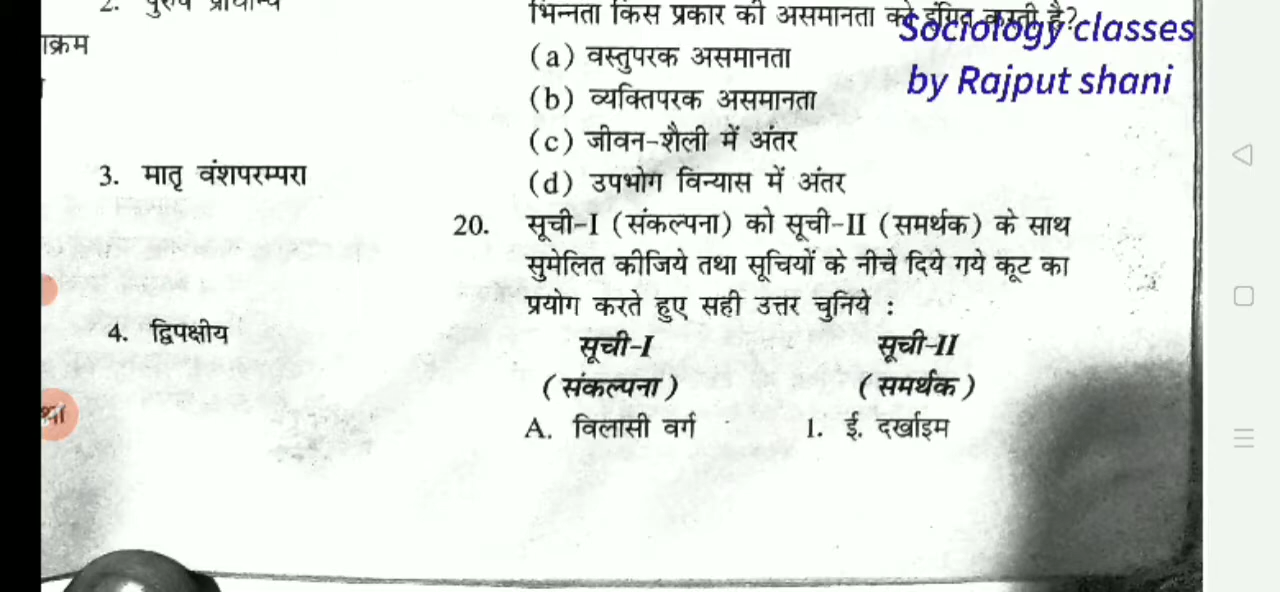 2. पुरुष प्राधान्य
ाक्रम
3. मातृ वंशपरम्परा
4. द्विपक्षीय
था
भिन्नता किस प्रकार की असमानता को इंगित करती है?
(a) वस्तुपरक असमानता
(b) व्यक्तिपरक असमानता
(c) जीवन-शैली में अंतर
(d) उपभोग विन्यास में अंतर
20. सूची-I (संकल्पना) को सूची-II (समर्थक) के साथ
सुमेलित कीजिये तथा सूचियों के नीचे दिये गये कूट का
प्रयोग करते हुए सही उत्तर चुनिये :
सूची-I सूची-II
(संकल्पना) (समर्थक)
A. विलासी वर्ग 1. ई. दर्खाइम
Sociology classes
by Rajput shani